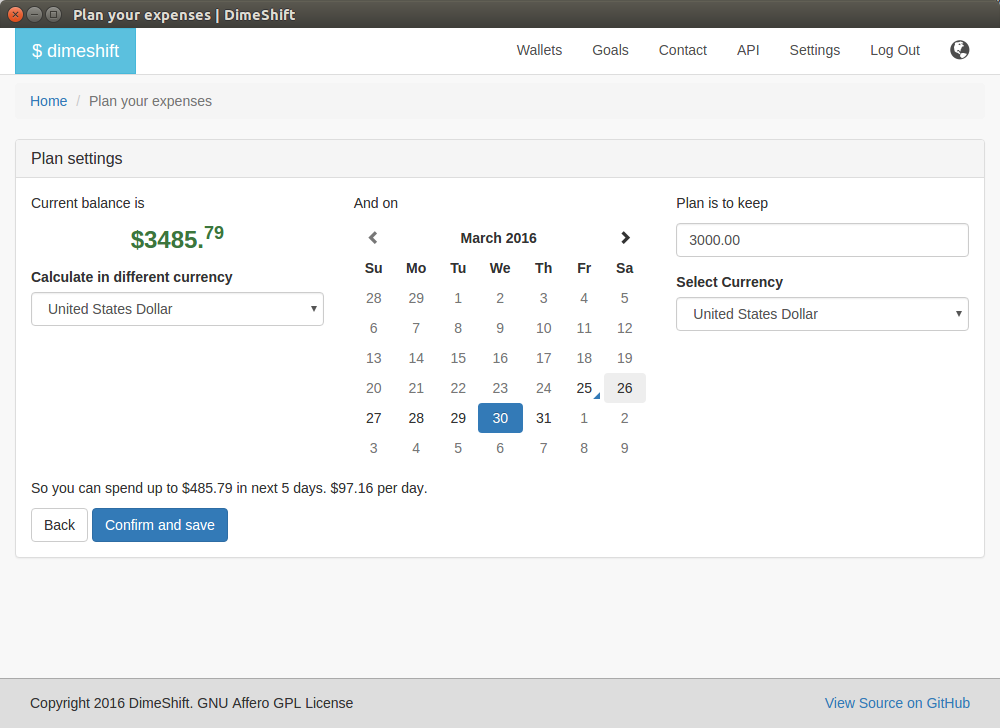 Plan your expenses | DimeShift
$ dimeshift Wallets Goals Contact API Settings Log Out
Home / Plan your expenses
Plan settings
Current balance is
$3485.79
Calculate in different currency
United States Dollar
And on
March 2016
Su Mo Tu We Th Fr Sa
28 29 1 2 3 4 5
6 7 8 9 10 11 12
13 14 15 16 17 18 19
20 21 22 23 24 25 26
27 28 29 30 31 1 2
3 4 5 6 7 8 9
Plan is to keep
3000.00
Select Currency
United States Dollar
So you can spend up to $485.79 in next 5 days. $97.16 per day.
Back Confirm and save
Copyright 2016 DimeShift. GNU Affero GPL License View Source on GitHub